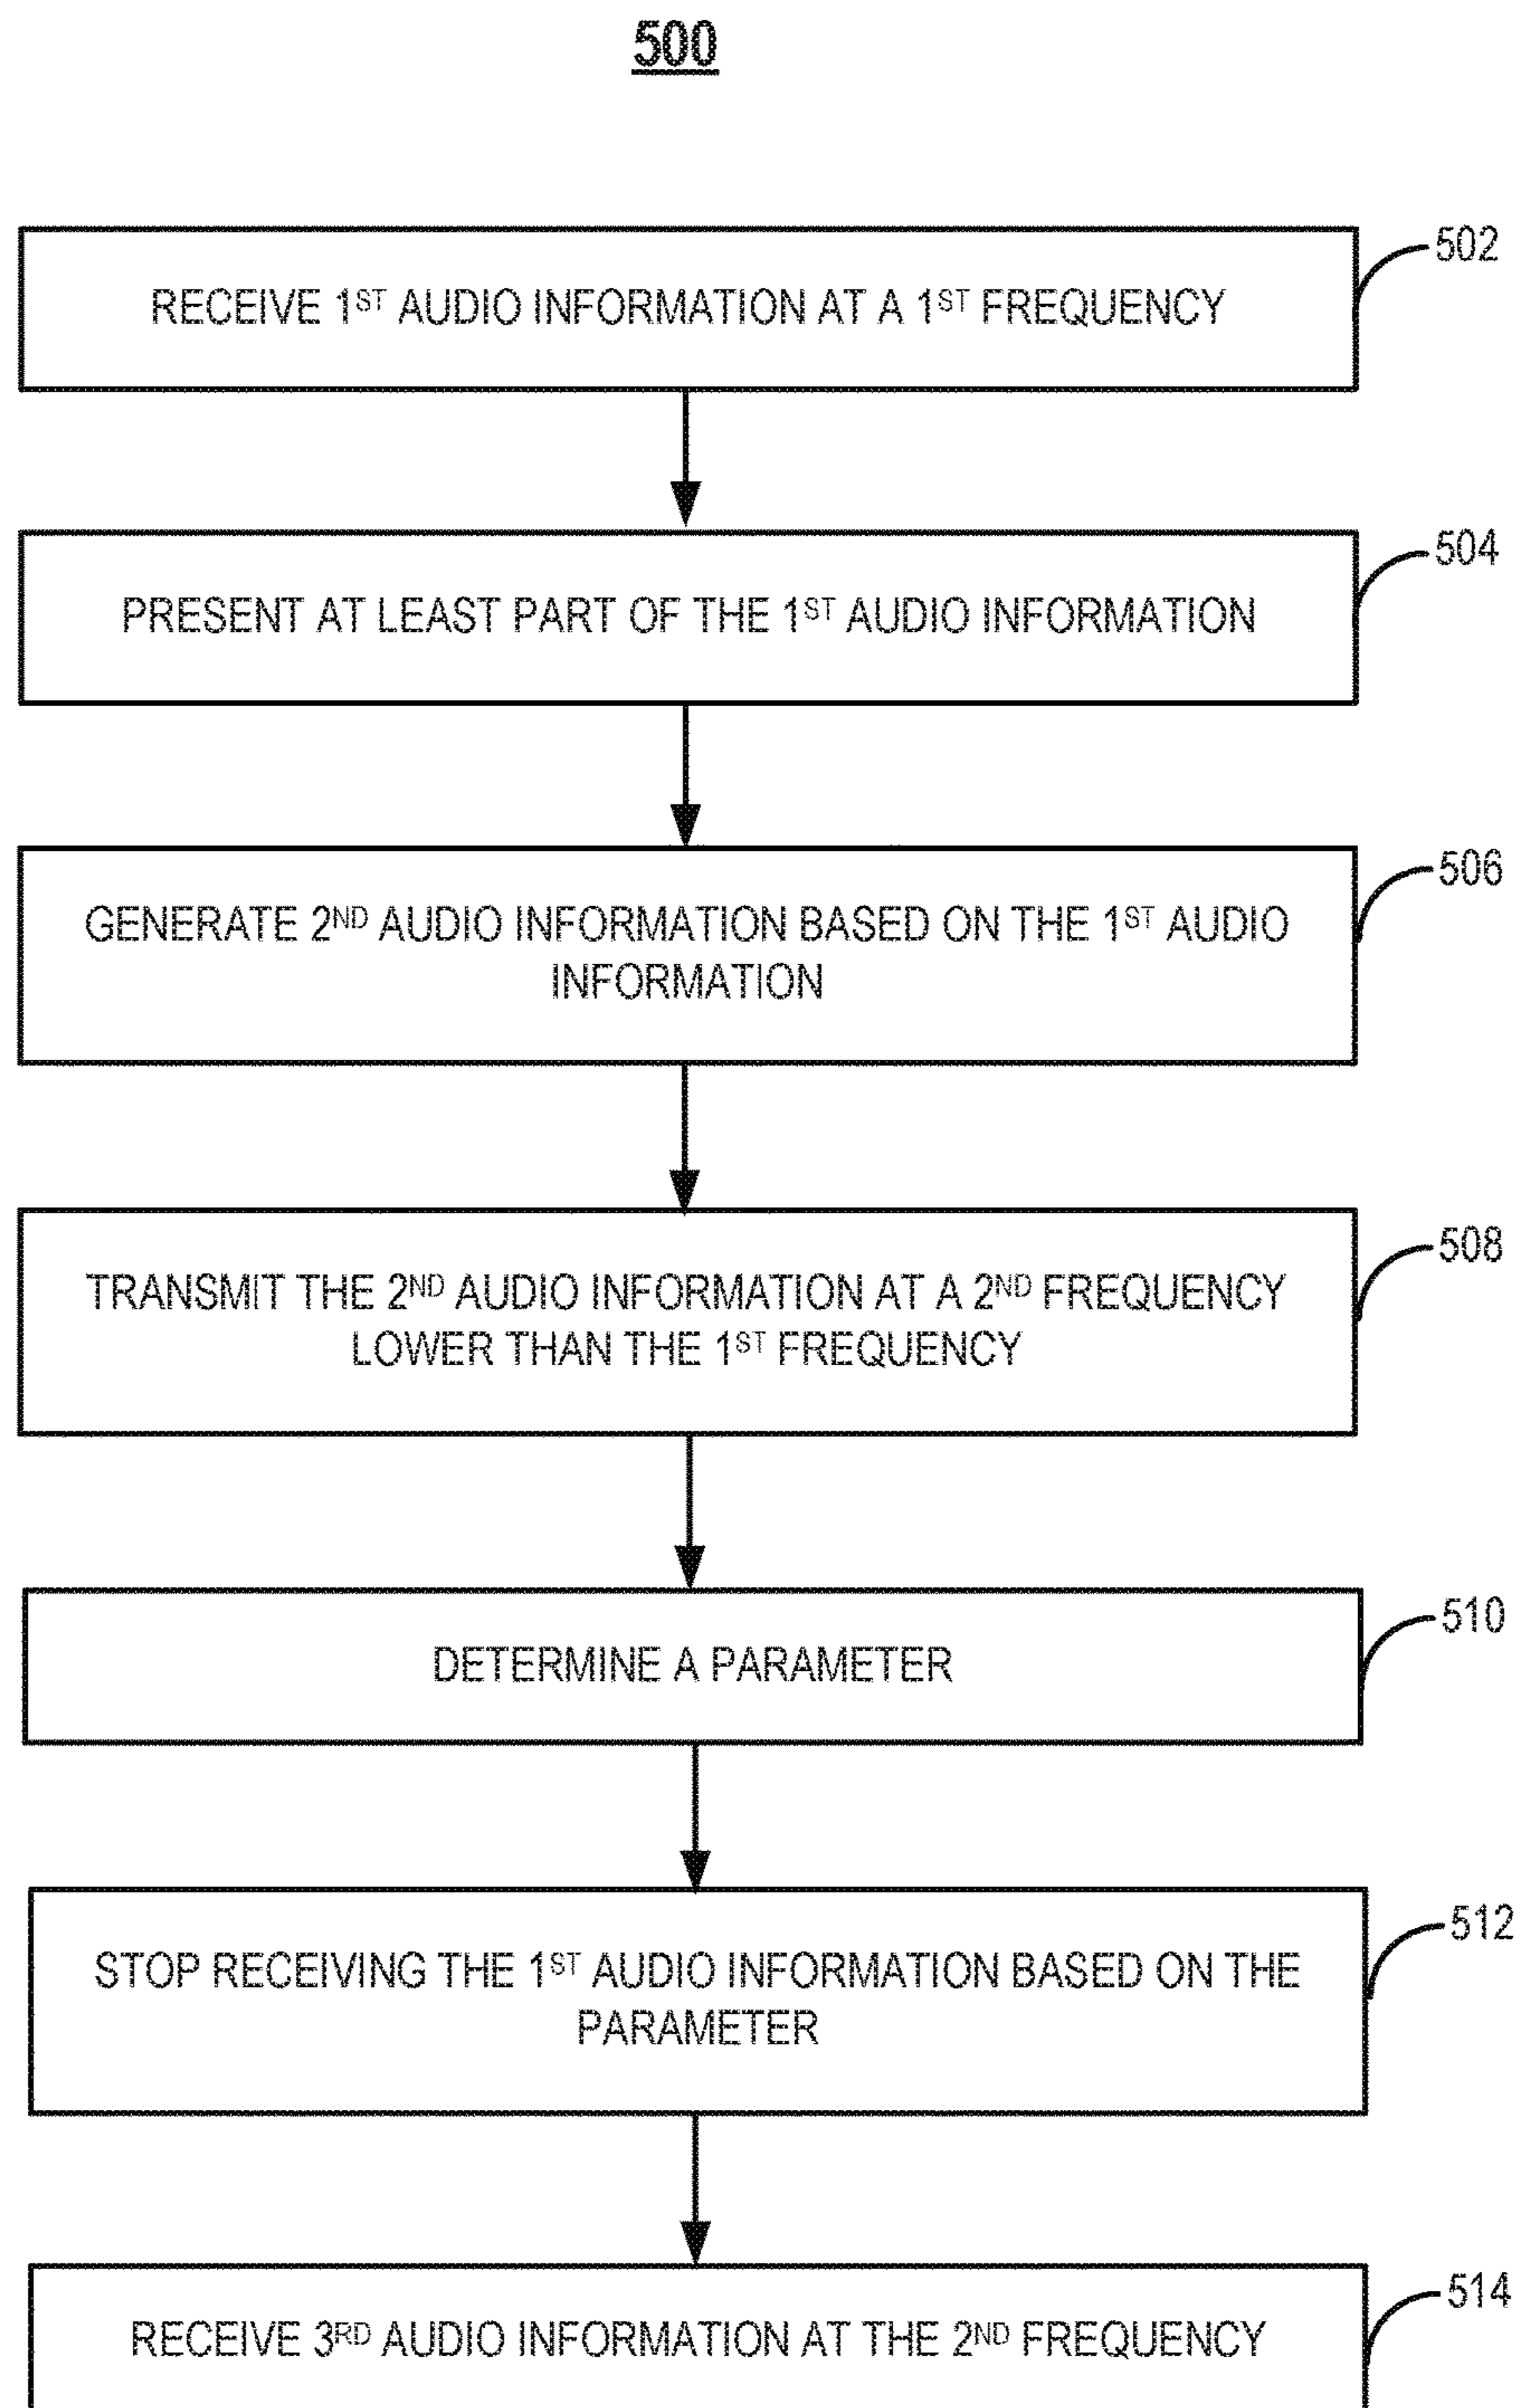 500
502
RECEIVE 1ST AUDIO INFORMATION AT A 1ST FREQUENCY
504
PRESENT AT LEAST PART OF THE 1ST AUDIO INFORMATION
506
GENERATE 2ND AUDIO INFORMATION BASED ON THE 1ST AUDIO
INFORMATION
508
TRANSMIT THE 2ND AUDIO INFORMATION AT A 2ND FREQUENCY
LOWER THAN THE 1ST FREQUENCY
510
DETERMINE A PARAMETER
512
STOP RECEIVING THE 1ST AUDIO INFORMATION BASED ON THE
PARAMETER
514
RECEIVE 3RD AUDIO INFORMATION AT THE 2ND FREQUENCY